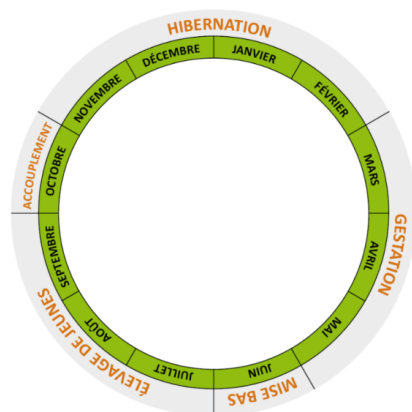 HIBERNATION
JANVIER
FÉVRIER
MARS
AVRIL
MAI
JUIN
JUILLET
AOÛT
SEPTEMBRE
OCTOBRE
NOVEMBRE
DÉCEMBRE
GESTATION
MISE BAS
ÉLEVAGE DE JEUNES
ACCOUPLEMENT